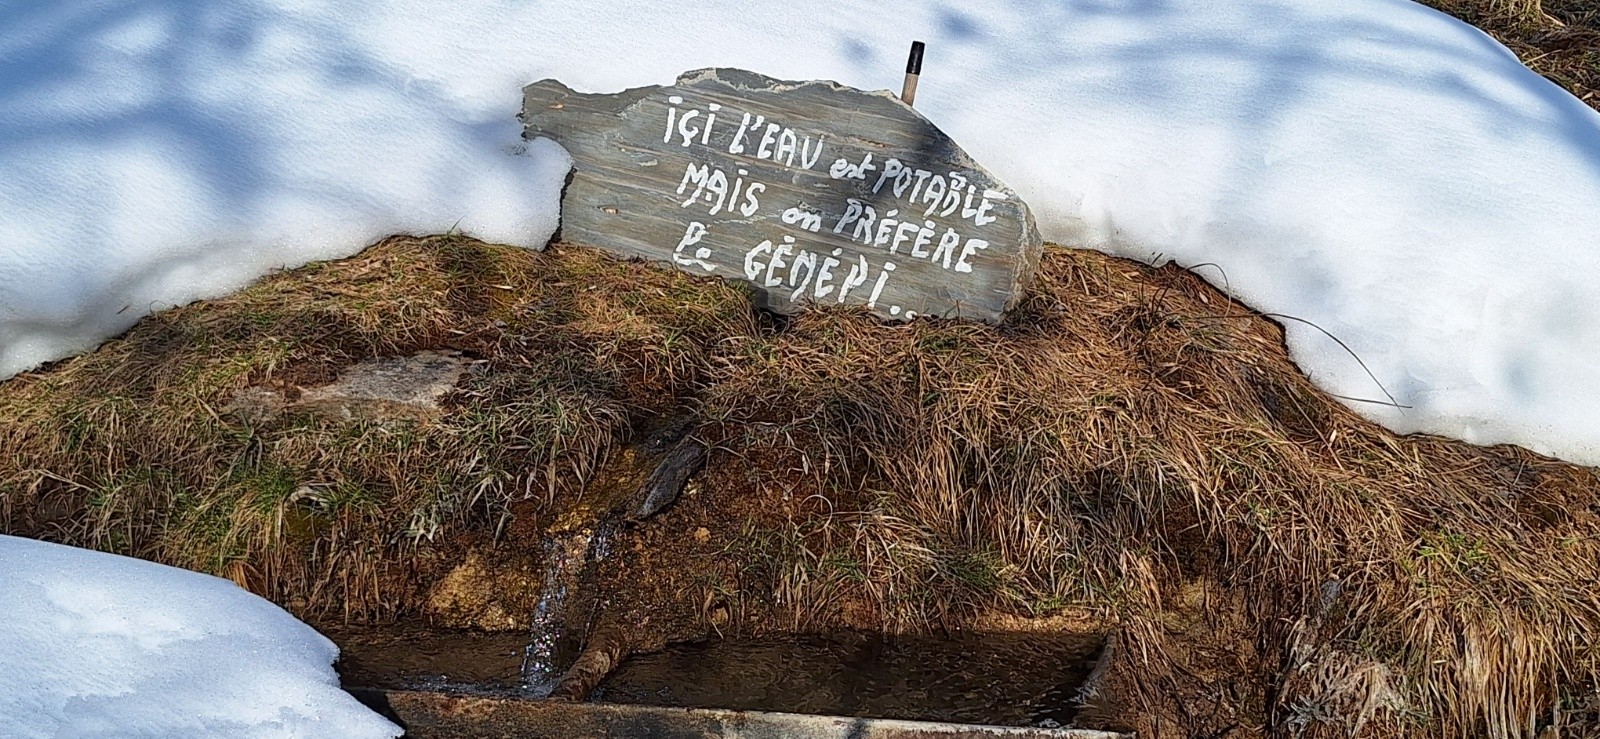 içi L'EAU est POTABLE
MAiS on PRÉFÈRE
Le GÉNÉPi..